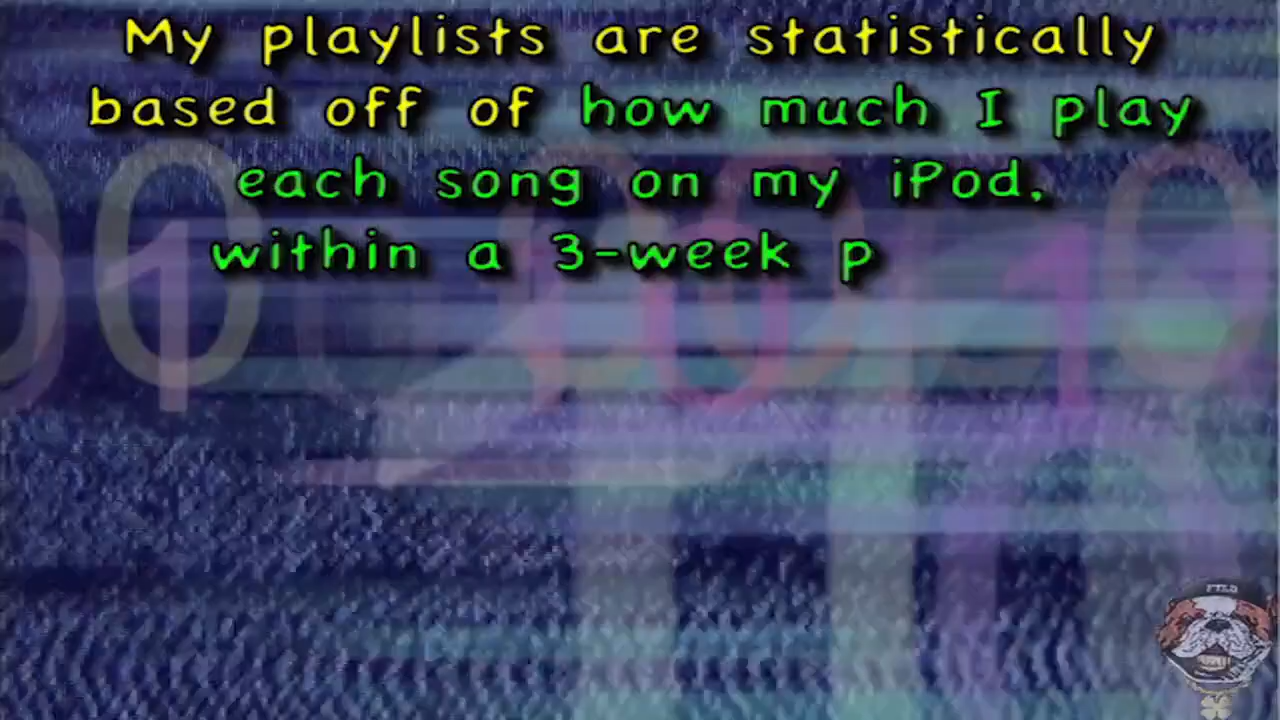 My playlists are statistically
based off of how much I play
each song on my iPod,
within a 3-week p